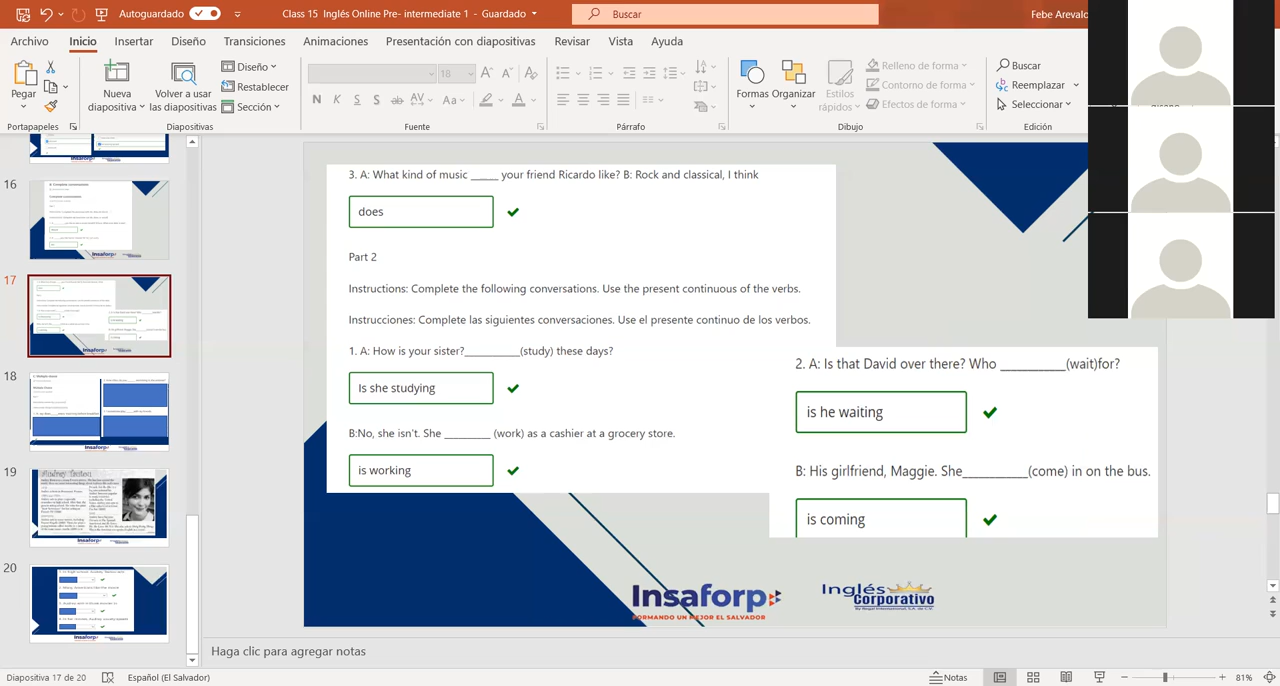 Autoguardado
Class 15 Inglés Online Pre- intermediate 1 - Guardado
Buscar
Febe Arevalo
Archivo
Inicio
Insertar
Diseño
Transiciones
Animaciones
Presentación con diapositivas
Revisar
Vista
Ayuda
Pegar
Nueva
diapositiva
Volver a usar
las diapositivas
Diseño
Restablecer
Sección
18
N K S S ab AV Aa A
Formas
Organizar
Estilos
rápidos
Relleno de forma
Contorno de forma
Efectos de forma
Buscar
Reemplazar
Seleccionar
Portapapeles
Diapositivas
Fuente
Párrafo
Dibujo
Edición
16
17
18
19
20
3. A: What kind of music _____ your friend Ricardo like? B: Rock and classical, I think
does
Part 2
Instructions: Complete the following conversations. Use the present continuous of the verbs.
Instrucciones: Complete las siguientes conversaciones. Use el presente continuo de los verbos.
1. A: How is your sister?__________(study) these days?
Is she studying
B:No, she isn't. She _________ (work) as a cashier at a grocery store.
is working
2. A: Is that David over there? Who ___________(wait)for?
is he waiting
B: His girlfriend, Maggie. She ___________(come) in on the bus.
is coming
Insaforp
FORMANDO UN MEJOR EL SALVADOR
Inglés
Corporativo
Haga clic para agregar notas
Diapositiva 17 de 20
Español (El Salvador)
Notas
81%